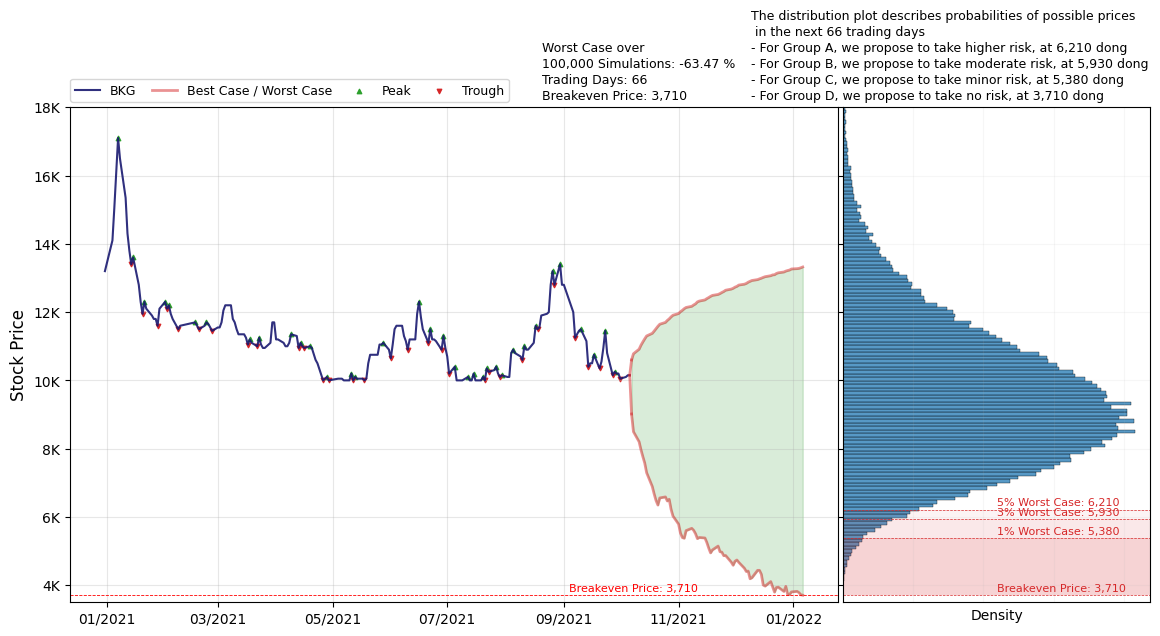 The distribution plot describes probabilities of possible prices
in the next 66 trading days
- For Group A, we propose to take higher risk, at 6,210 dong
- For Group B, we propose to take moderate risk, at 5,930 dong
- For Group C, we propose to take minor risk, at 5,380 dong
- For Group D, we propose to take no risk, at 3,710 dong
Worst Case over
100,000 Simulations: -63.47 %
Trading Days: 66
Breakeven Price: 3,710
BKG
Best Case / Worst Case
Peak
Trough
Stock Price
18K
16K
14K
12K
10K
8K
6K
4K
Breakeven Price: 3,710
01/2021
03/2021
05/2021
07/2021
09/2021
11/2021
01/2022
5% Worst Case: 6,210
3% Worst Case: 5,930
1% Worst Case: 5,380
Breakeven Price: 3,710
Density